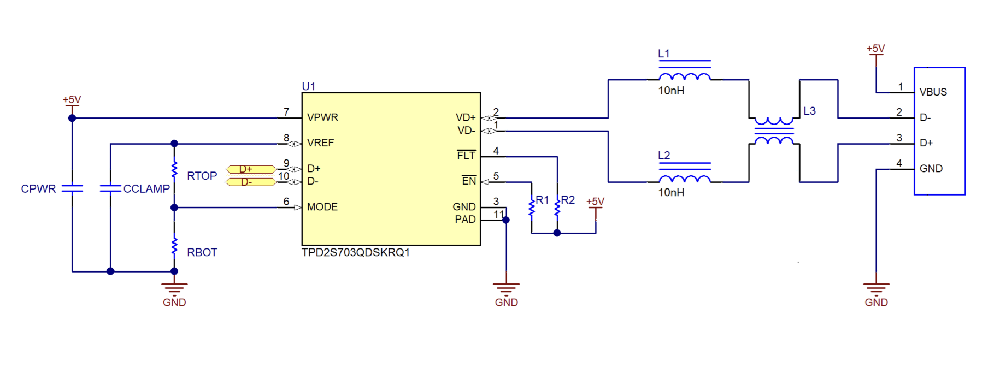 +5V
L1
10nH
+5V
1 VBUS
2 D-
3 D+
4 GND
GND
U1
+5V
7 VPWR
8 VREF
D+ 9 D+
D- 10 D-
6 MODE
VD+ 2
VD- 1
FLT 4
EN 5
GND 3
PAD 11
TPD2S703QDSKRQ1
RTOP
CPWR
CCLAMP
RBOT
GND
GND
R1
R2
+5V
L2
10nH
L3